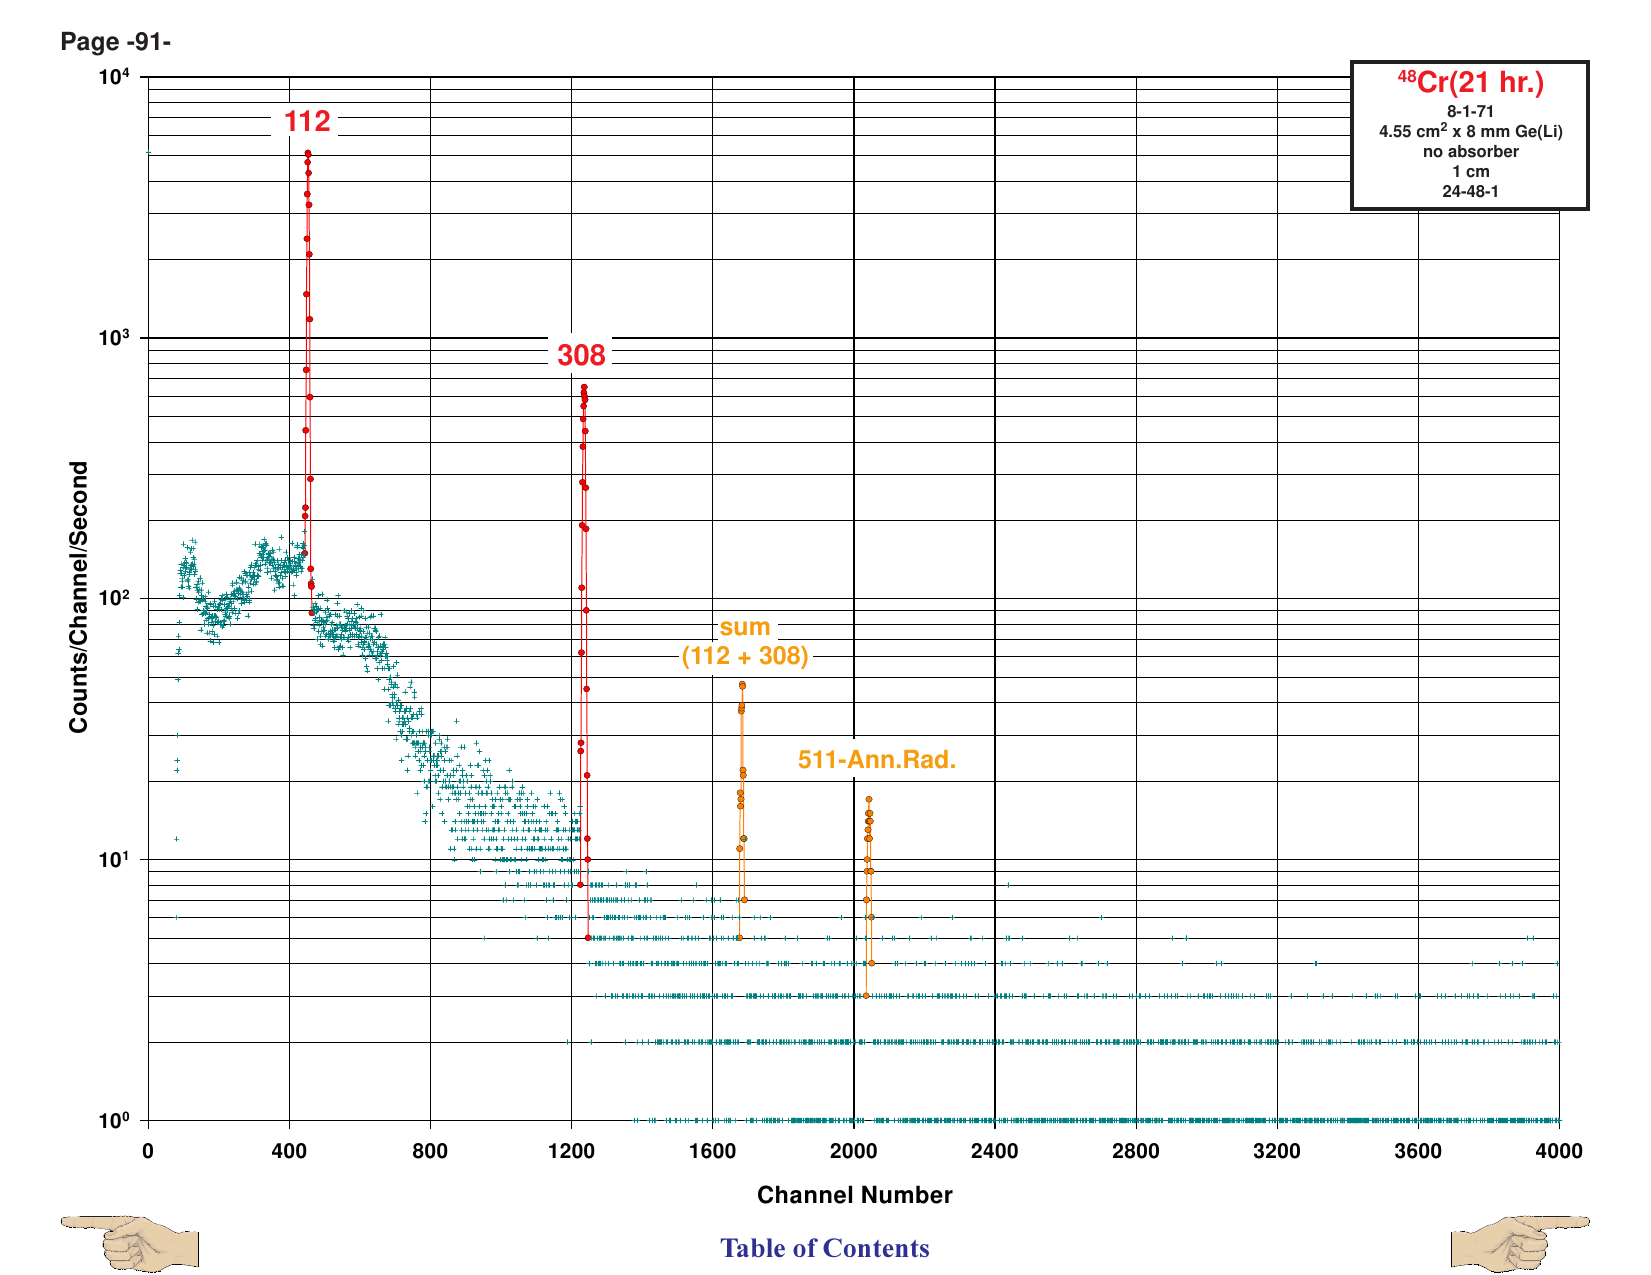 Page -91-
⁴⁸Cr(21 hr.)
8-1-71
4.55 cm² x 8 mm Ge(Li)
no absorber
1 cm
24-48-1
112
308
sum
(112 + 308)
511-Ann.Rad.
Counts/Channel/Second
10⁴
10³
10²
10¹
10⁰
0 400 800 1200 1600 2000 2400 2800 3200 3600 4000
Channel Number
Table of Contents